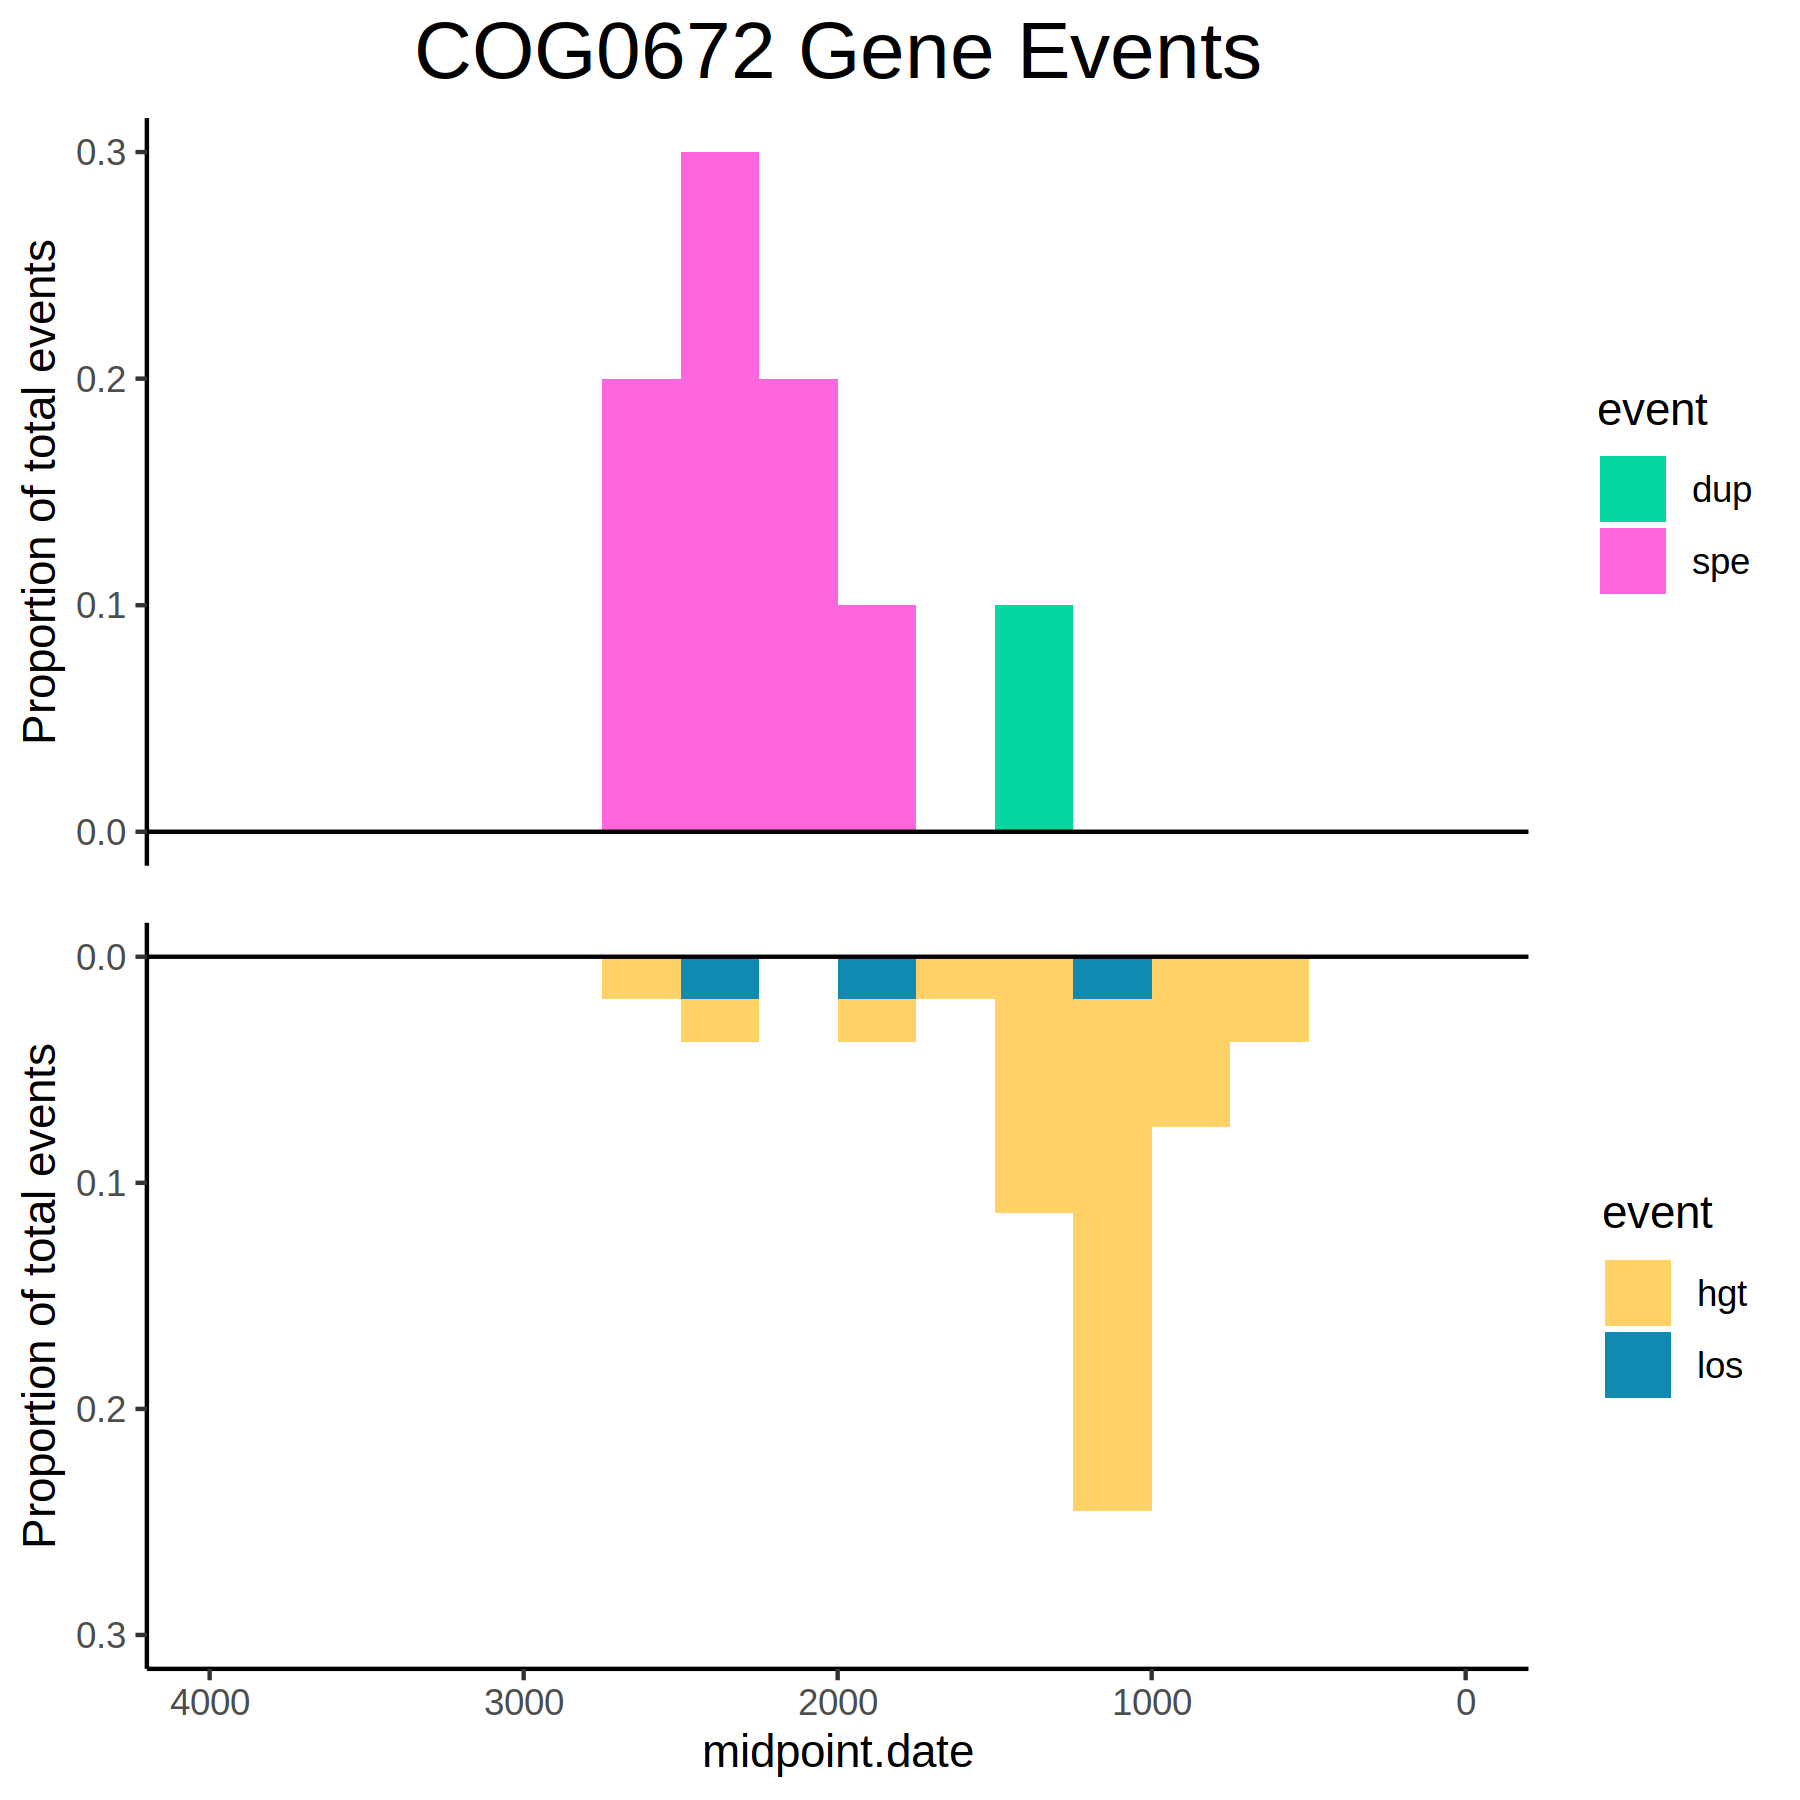 COG0672 Gene Events
Proportion of total events
0.3
0.2
0.1
0.0
event
dup
spe
Proportion of total events
0.0
0.1
0.2
0.3
event
hgt
los
4000 3000 2000 1000 0
midpoint.date